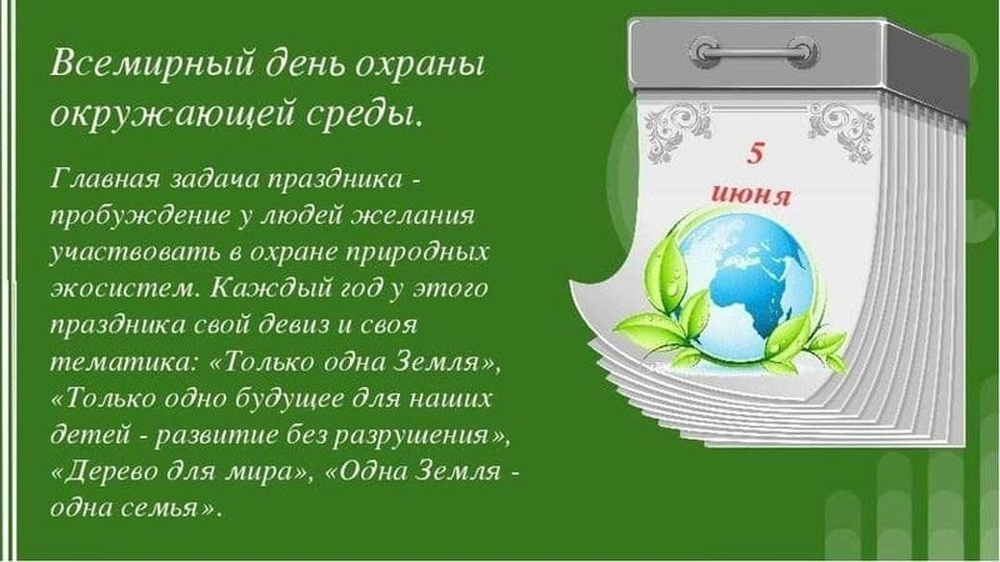 Всемирный день охраны
окружающей среды.
Главная задача праздника -
пробуждение у людей желания
участвовать в охране природных
экосистем. Каждый год у этого
праздника свой девиз и своя
тематика: «Только одна Земля»,
«Только одно будущее для наших
детей - развитие без разрушения»,
«Дерево для мира», «Одна Земля -
одна семья».
5
июня